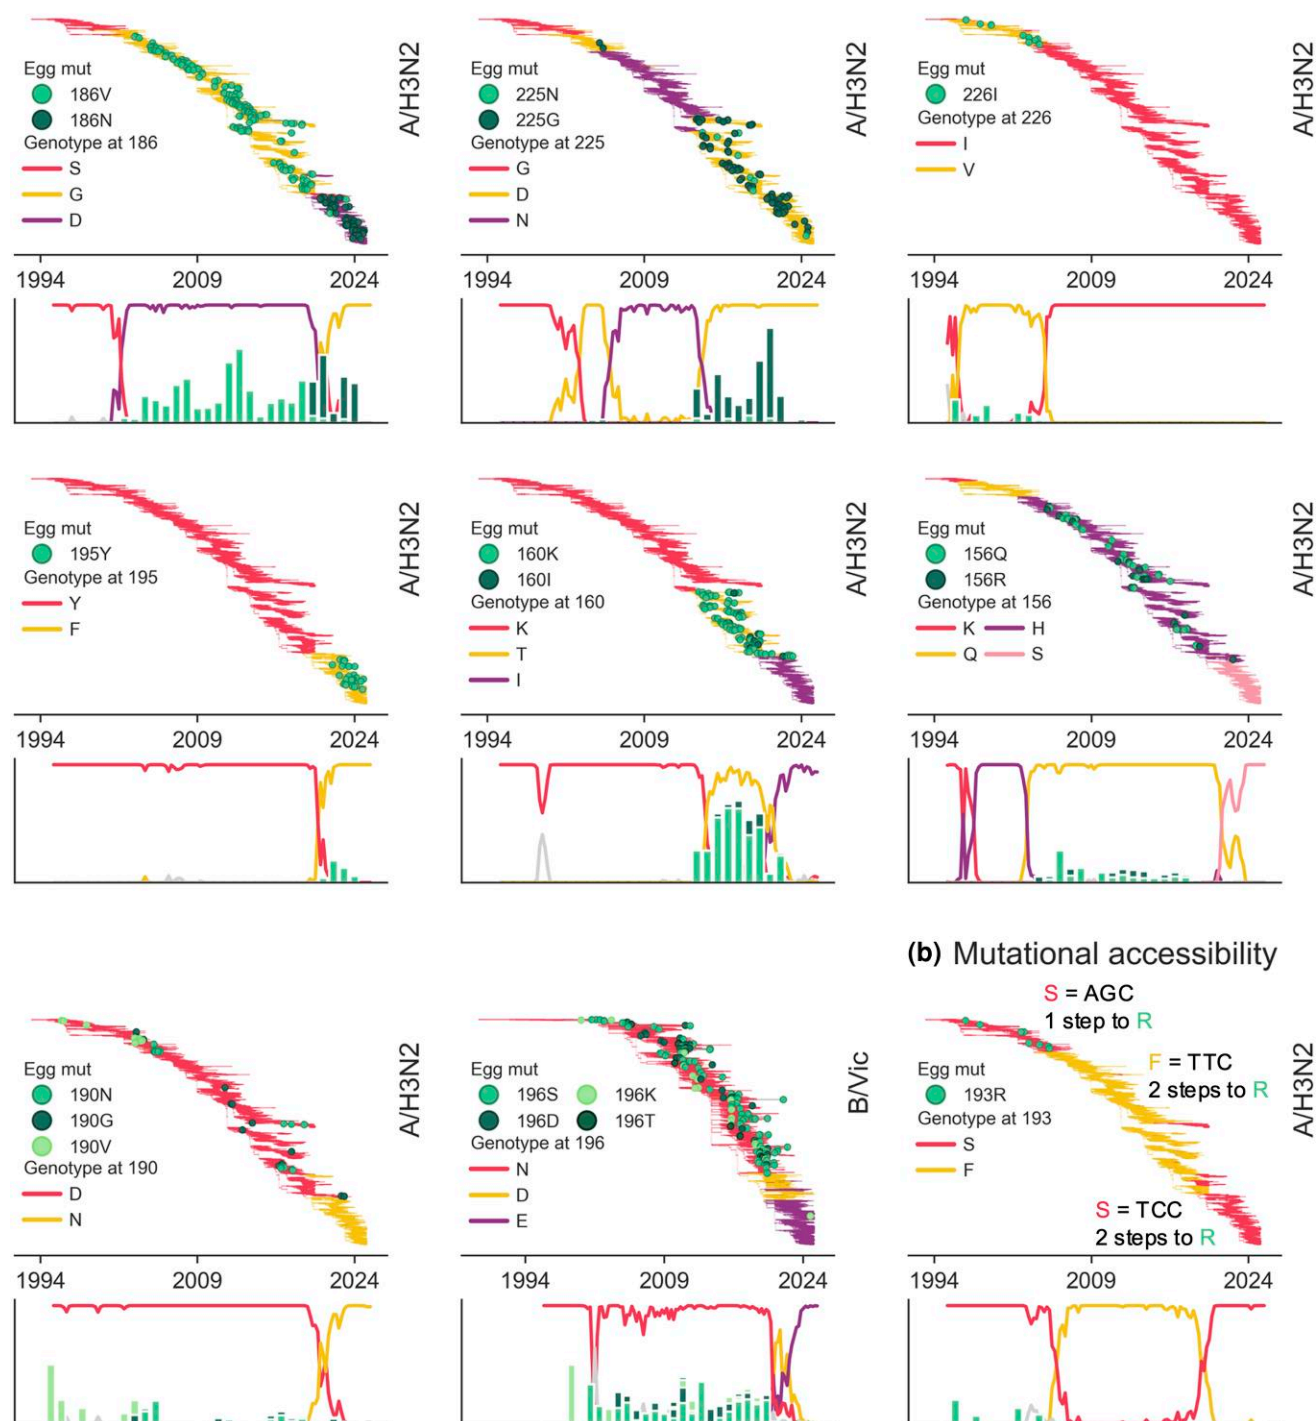 Egg mut
186V
186N
Genotype at 186
S
G
D
A/H3N2
1994 2009 2024
Egg mut
225N
225G
Genotype at 225
G
D
N
A/H3N2
1994 2009 2024
Egg mut
226I
Genotype at 226
I
V
A/H3N2
1994 2009 2024
Egg mut
195Y
Genotype at 195
Y
F
A/H3N2
1994 2009 2024
Egg mut
160K
160I
Genotype at 160
K
T
I
A/H3N2
1994 2009 2024
Egg mut
156Q
156R
Genotype at 156
K H
Q S
A/H3N2
1994 2009 2024
Egg mut
190N
190G
190V
Genotype at 190
D
N
A/H3N2
1994 2009 2024
Egg mut
196S 196K
196D 196T
Genotype at 196
N
D
E
B/Vic
1994 2009 2024
(b) Mutational accessibility
S = AGC
1 step to R
F = TTC
2 steps to R
Egg mut
193R
Genotype at 193
S
F
S = TCC
2 steps to R
A/H3N2
1994 2009 2024